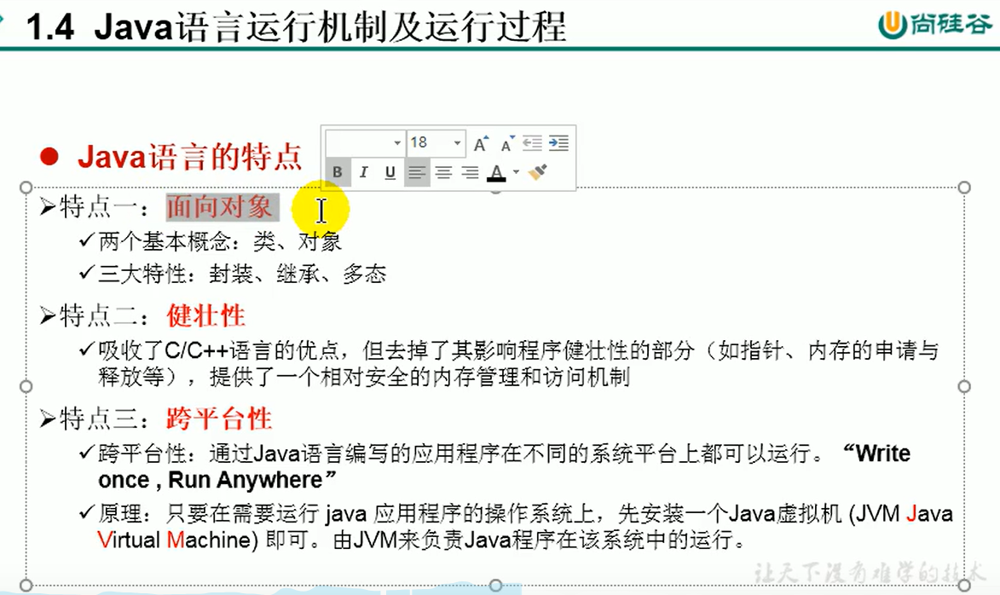 1.4 Java语言运行机制及运行过程
尚硅谷
Java语言的特点
18
B I U A
特点一：面向对象
两个基本概念：类、对象
三大特性：封装、继承、多态
特点二：健壮性
吸收了C/C++语言的优点，但去掉了其影响程序健壮性的部分（如指针、内存的申请与
释放等），提供了一个相对安全的内存管理和访问机制
特点三：跨平台性
跨平台性：通过Java语言编写的应用程序在不同的系统平台上都可以运行。“Write
once , Run Anywhere”
原理：只要在需要运行 java 应用程序的操作系统上，先安装一个Java虚拟机 (JVM Java
Virtual Machine) 即可。由JVM来负责Java程序在该系统中的运行。
让天下没有难学的技术